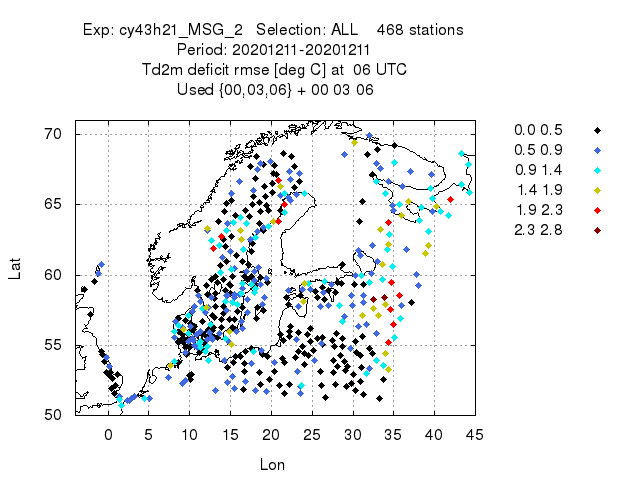 Exp: cy43h21_MSG_2 Selection: ALL 468 stations
Period: 20201211-20201211
Td2m deficit rmse [deg C] at 06 UTC
Used {00,03,06} + 00 03 06
70
65
60
55
50
Lat
0 5 10 15 20 25 30 35 40 45
Lon
0.0 0.5
0.5 0.9
0.9 1.4
1.4 1.9
1.9 2.3
2.3 2.8